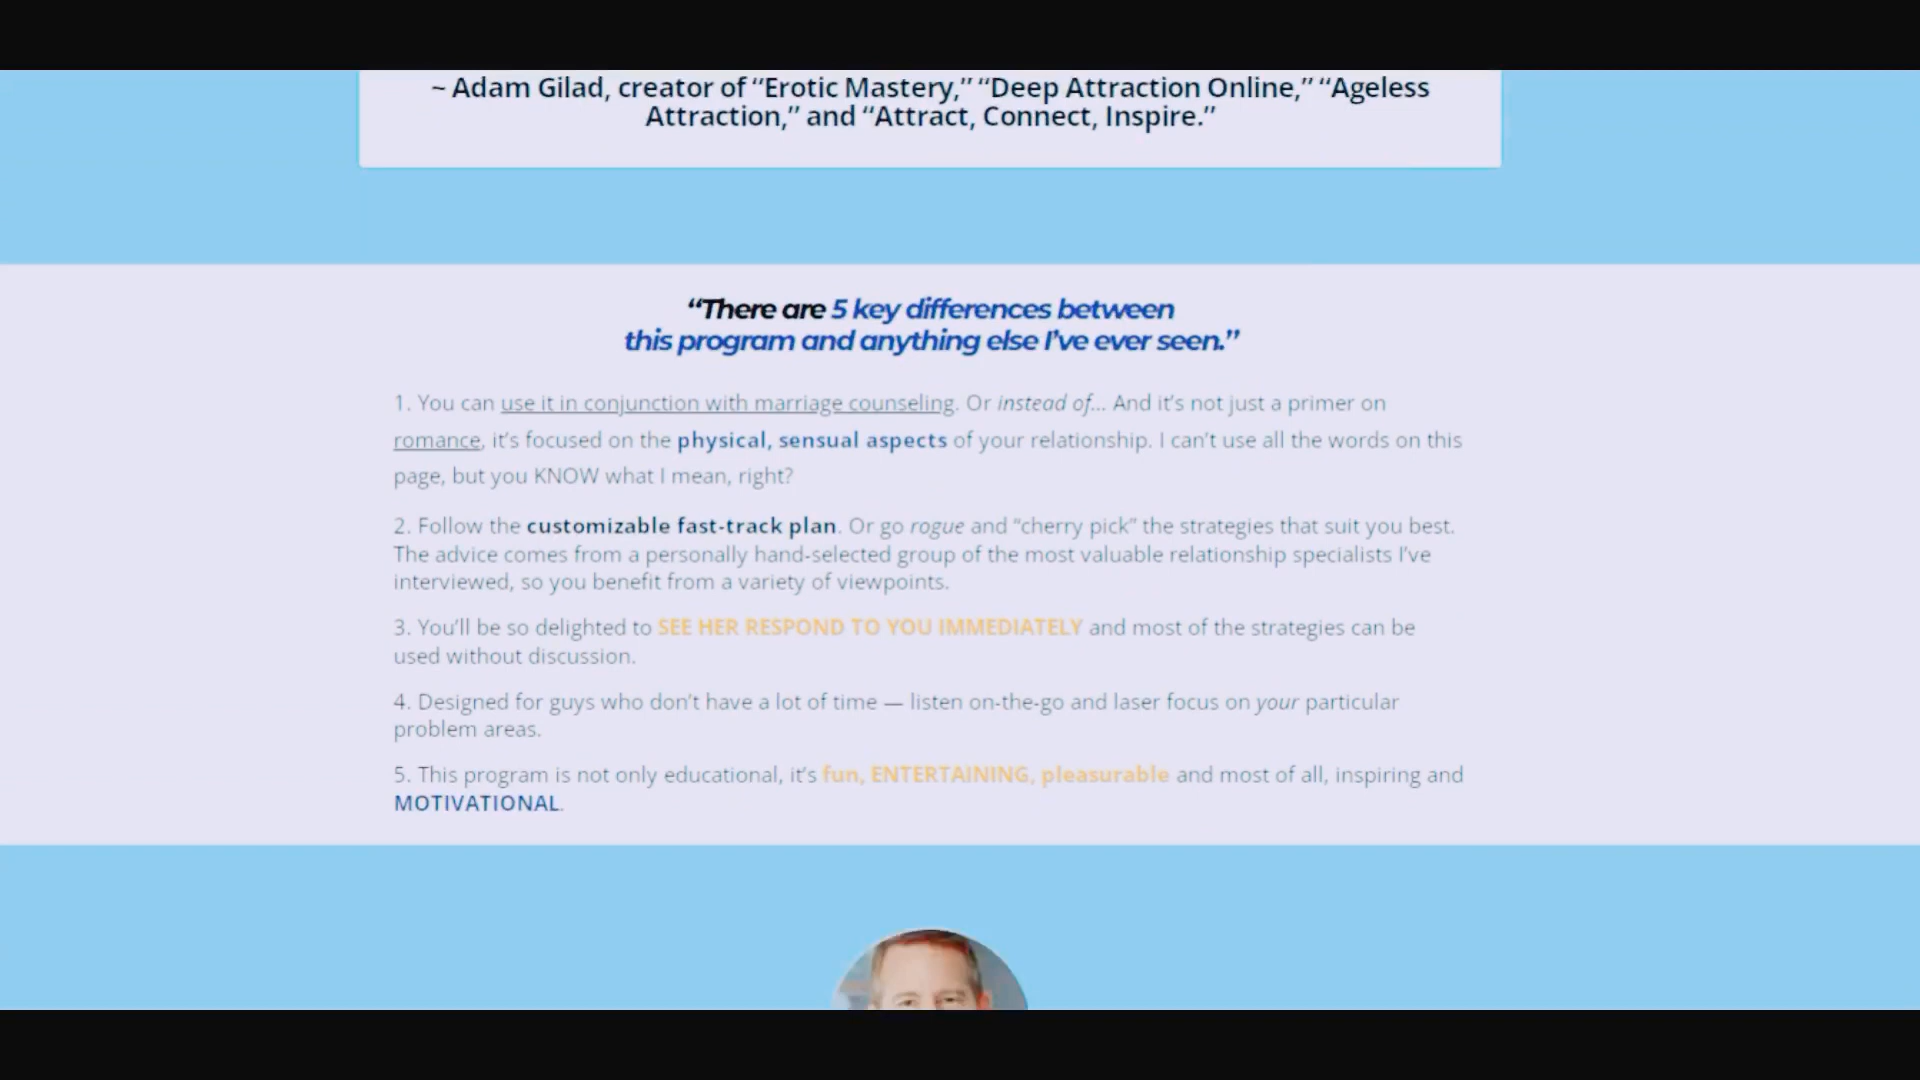 ~ Adam Gilad, creator of “Erotic Mastery,” “Deep Attraction Online,” “Ageless
Attraction,” and “Attract, Connect, Inspire.”
“There are 5 key differences between
this program and anything else I’ve ever seen.”
1. You can use it in conjunction with marriage counseling. Or instead of... And it’s not just a primer on
romance, it’s focused on the physical, sensual aspects of your relationship. I can’t use all the words on this
page, but you KNOW what I mean, right?
2. Follow the customizable fast-track plan. Or go rogue and “cherry pick” the strategies that suit you best.
The advice comes from a personally hand-selected group of the most valuable relationship specialists I’ve
interviewed, so you benefit from a variety of viewpoints.
3. You’ll be so delighted to SEE HER RESPOND TO YOU IMMEDIATELY and most of the strategies can be
used without discussion.
4. Designed for guys who don’t have a lot of time — listen on-the-go and laser focus on your particular
problem areas.
5. This program is not only educational, it’s fun, ENTERTAINING, pleasurable and most of all, inspiring and
MOTIVATIONAL.